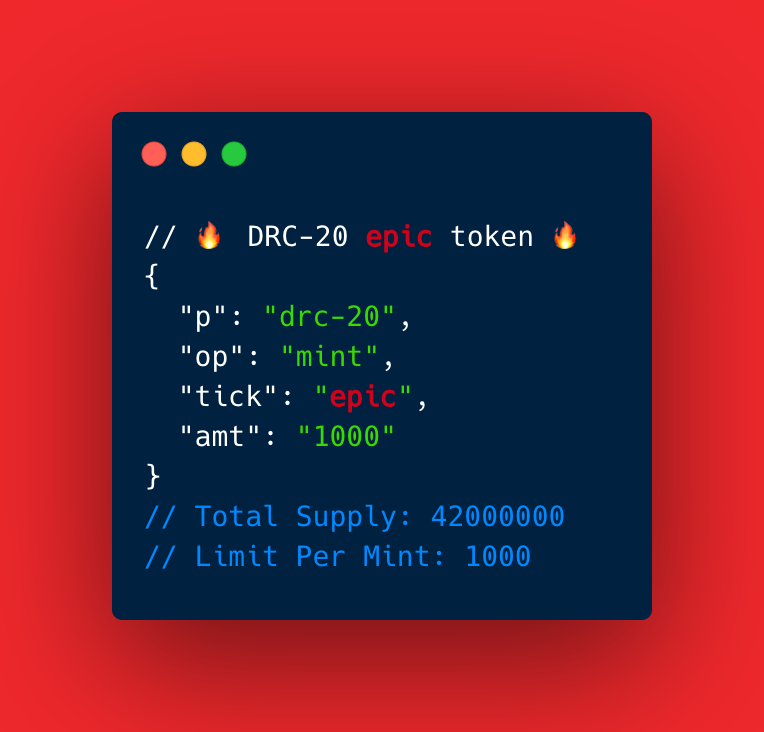 // 🔥 DRC-20 epic token 🔥
{
"p": "drc-20",
"op": "mint",
"tick": "epic",
"amt": "1000"
}
// Total Supply: 42000000
// Limit Per Mint: 1000